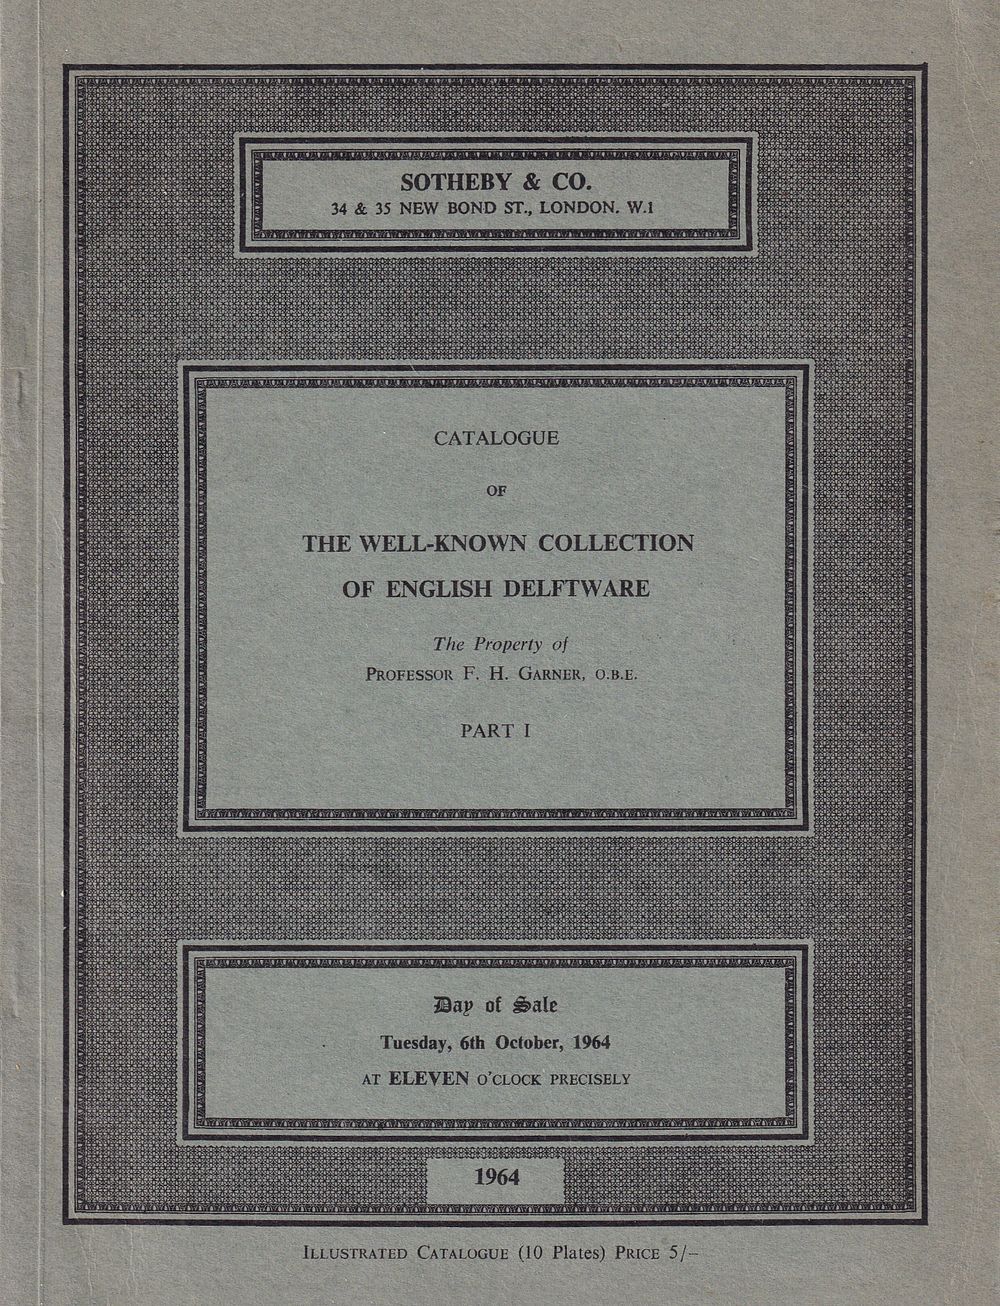 SOTHEBY & CO.
34 & 35 NEW BOND ST., LONDON. W.1
CATALOGUE
OF
THE WELL-KNOWN COLLECTION
OF ENGLISH DELFTWARE
The Property of
PROFESSOR F. H. GARNER, O.B.E.
PART I
Day of Sale
Tuesday, 6th October, 1964
AT ELEVEN O'CLOCK PRECISELY
1964
ILLUSTRATED CATALOGUE (10 Plates) PRICE 5/-